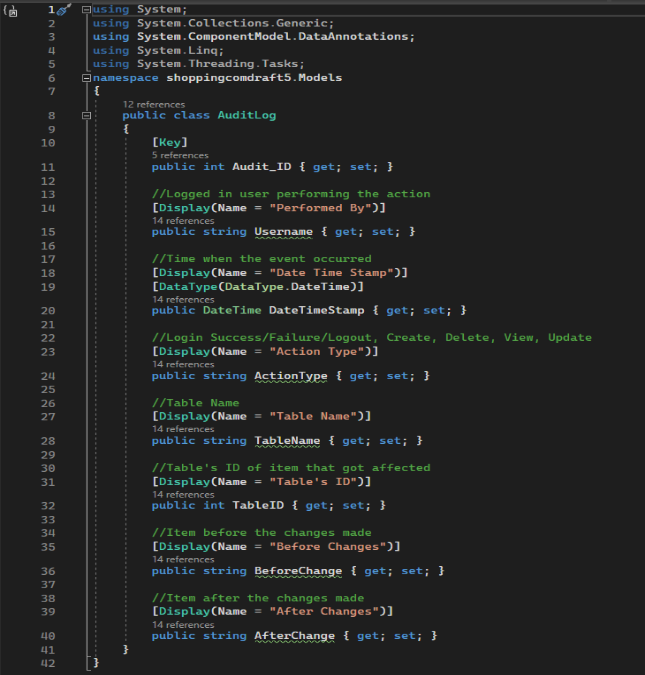 1 using System;
2 using System.Collections.Generic;
3 using System.ComponentModel.DataAnnotations;
4 using System.Linq;
5 using System.Threading.Tasks;
6 namespace shoppingcomdraft5.Models
7 {
12 references
8 public class AuditLog
9 {
10 [Key]
5 references
11 public int Audit_ID { get; set; }
12
13 //Logged in user performing the action
14 [Display(Name = "Performed By")]
14 references
15 public string Username { get; set; }
16
17 //Time when the event occurred
18 [Display(Name = "Date Time Stamp")]
19 [DataType(DataType.DateTime)]
14 references
20 public DateTime DateTimeStamp { get; set; }
21
22 //Login Success/Failure/Logout, Create, Delete, View, Update
23 [Display(Name = "Action Type")]
14 references
24 public string ActionType { get; set; }
25
26 //Table Name
27 [Display(Name = "Table Name")]
14 references
28 public string TableName { get; set; }
29
30 //Table's ID of item that got affected
31 [Display(Name = "Table's ID")]
14 references
32 public int TableID { get; set; }
33
34 //Item before the changes made
35 [Display(Name = "Before Changes")]
14 references
36 public string BeforeChange { get; set; }
37
38 //Item after the changes made
39 [Display(Name = "After Changes")]
14 references
40 public string AfterChange { get; set; }
41 }
42 }